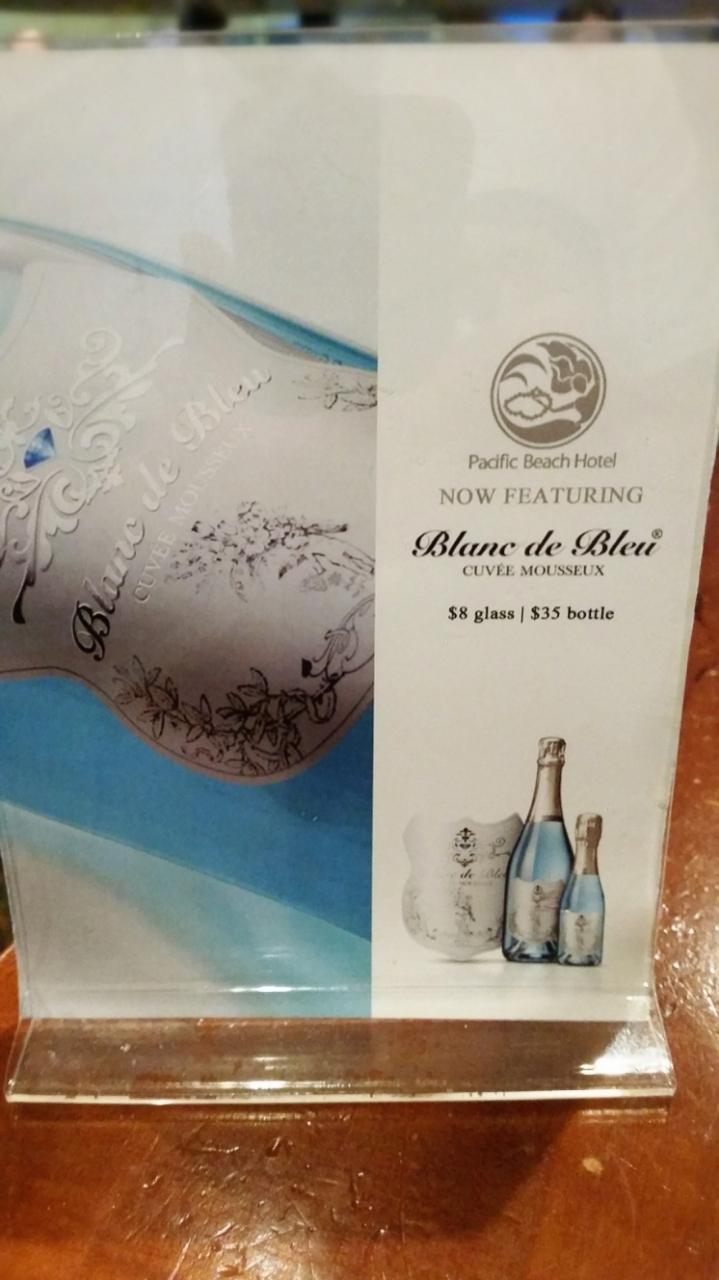 Blanc de Bleu
CUVÉE MOUSSEUX
Pacific Beach Hotel
NOW FEATURING
Blanc de Bleu®
CUVÉE MOUSSEUX
$8 glass | $35 bottle